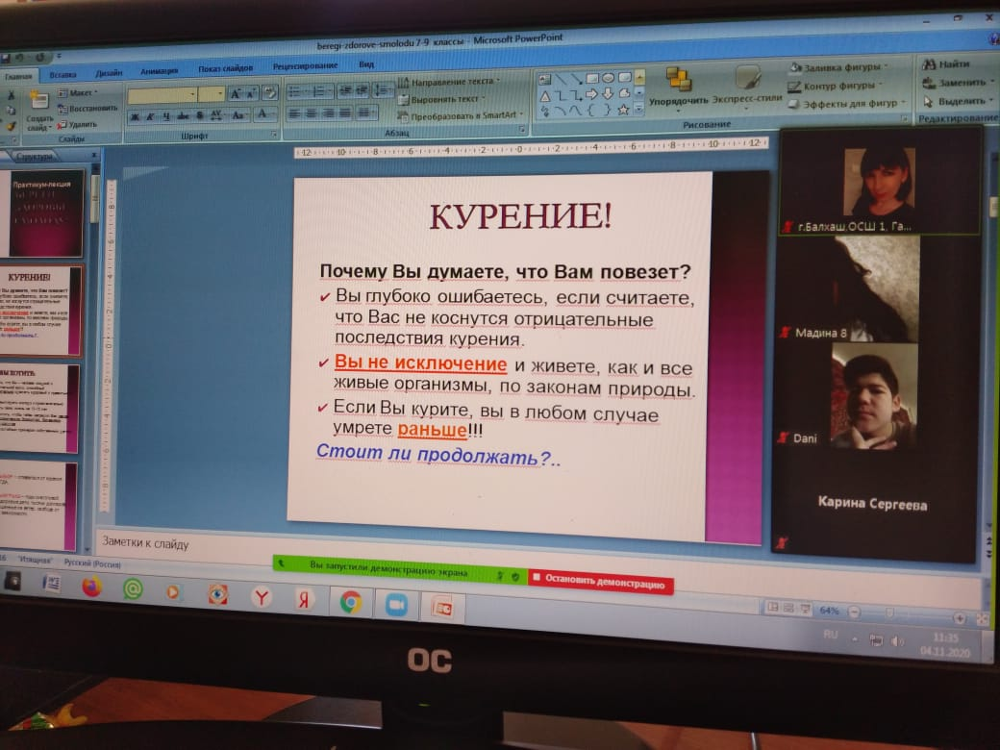 beregi-zdorove-smolodu 7-9 классы - Microsoft PowerPoint
Главная Вставка Дизайн Анимация Показ слайдов Рецензирование Вид
Макет
Восстановить
Удалить
Создать слайд
Слайды
Ж К Ч abc S AV Aa A
Шрифт
Направление текста
Выровнять текст
Преобразовать в SmartArt
Абзац
Упорядочить
Экспресс-стили
Заливка фигуры
Контур фигуры
Эффекты для фигур
Рисование
Найти
Заменить
Выделить
Редактирование
Структура
Практикум-лекция
БЕРЕГИ
ЗДОРОВЬЕ
СМОЛОДУ!
КУРЕНИЕ!
КУРЕНИЕ!
Почему Вы думаете, что Вам повезет?
Вы глубоко ошибаетесь, если считаете,
что Вас не коснутся отрицательные
последствия курения.
Вы не исключение и живете, как и все
живые организмы, по законам природы.
Если Вы курите, вы в любом случае
умрете раньше!!!
Стоит ли продолжать?..
г.Балхаш,ОСШ 1, Га...
Мадина 8
Dani
Карина Сергеева
Заметки к слайду
"Изящная" Русский (Россия)
Вы запустили демонстрацию экрана
Остановить демонстрацию
64%
RU
11:35
04.11.2020
OC